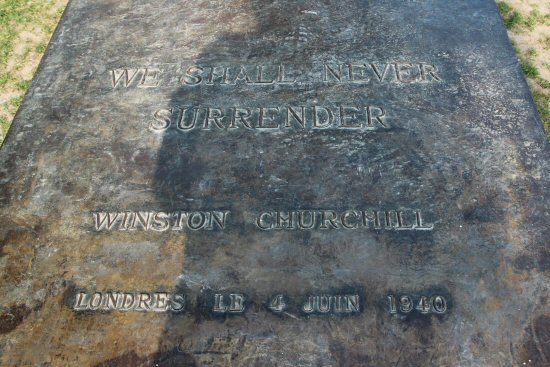 WE SHALL NEVER
SURRENDER
WINSTON CHURCHILL
LONDRES LE 4 JUIN 1940